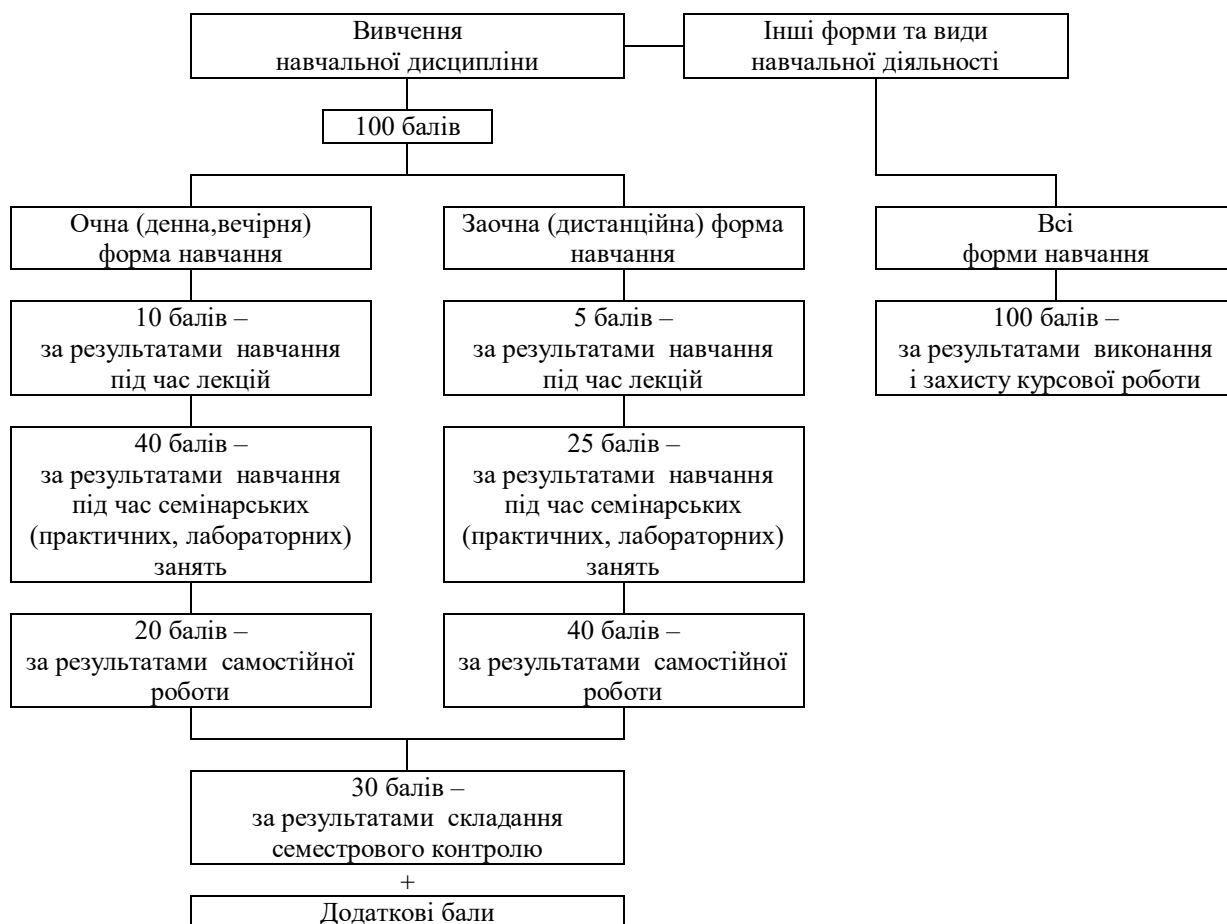 Вивчення
навчальної дисципліни
Інші форми та види
навчальної діяльності
100 балів
Очна (денна,вечірня)
форма навчання
Заочна (дистанційна) форма
навчання
Всі
форми навчання
10 балів –
за результатами навчання
під час лекцій
5 балів –
за результатами навчання
під час лекцій
100 балів –
за результатами виконання
і захисту курсової роботи
40 балів –
за результатами навчання
під час семінарських
(практичних, лабораторних)
занять
25 балів –
за результатами навчання
під час семінарських
(практичних, лабораторних)
занять
20 балів –
за результатами самостійної
роботи
40 балів –
за результатами самостійної
роботи
30 балів –
за результатами складання
семестрового контролю
+
Додаткові бали